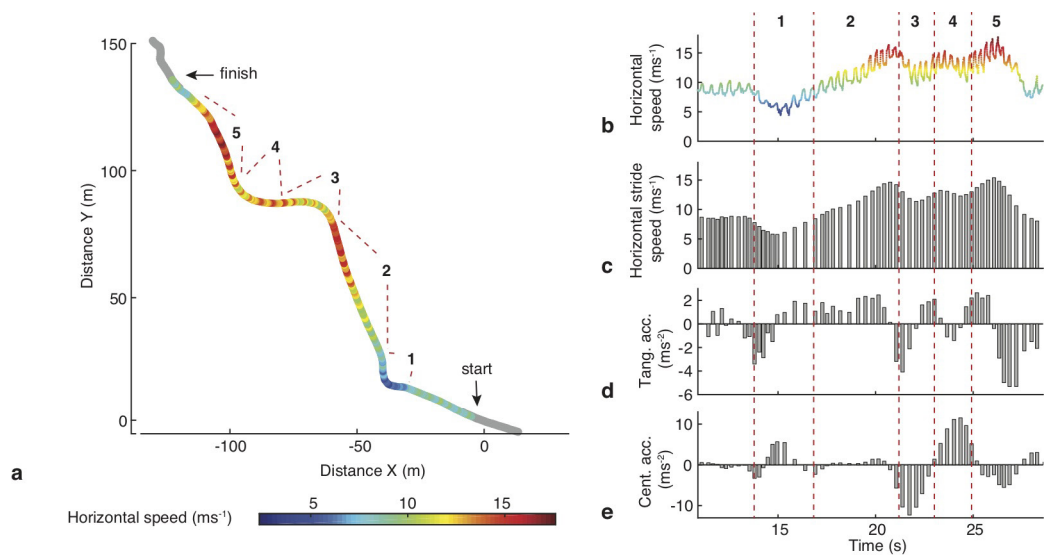 150
100
50
0
Distance Y (m)
-100
-50
0
Distance X (m)
finish
start
5
4
3
2
1
a
Horizontal speed (ms⁻¹)
5
10
15
1
2
3
4
5
Horizontal
speed (ms⁻¹)
15
10
5
0
b
Horizontal stride
speed (ms⁻¹)
15
10
5
0
c
Tang. acc.
(ms⁻²)
2
0
-2
-4
-6
d
Cent. acc.
(ms⁻²)
10
0
-10
e
15
20
25
Time (s)